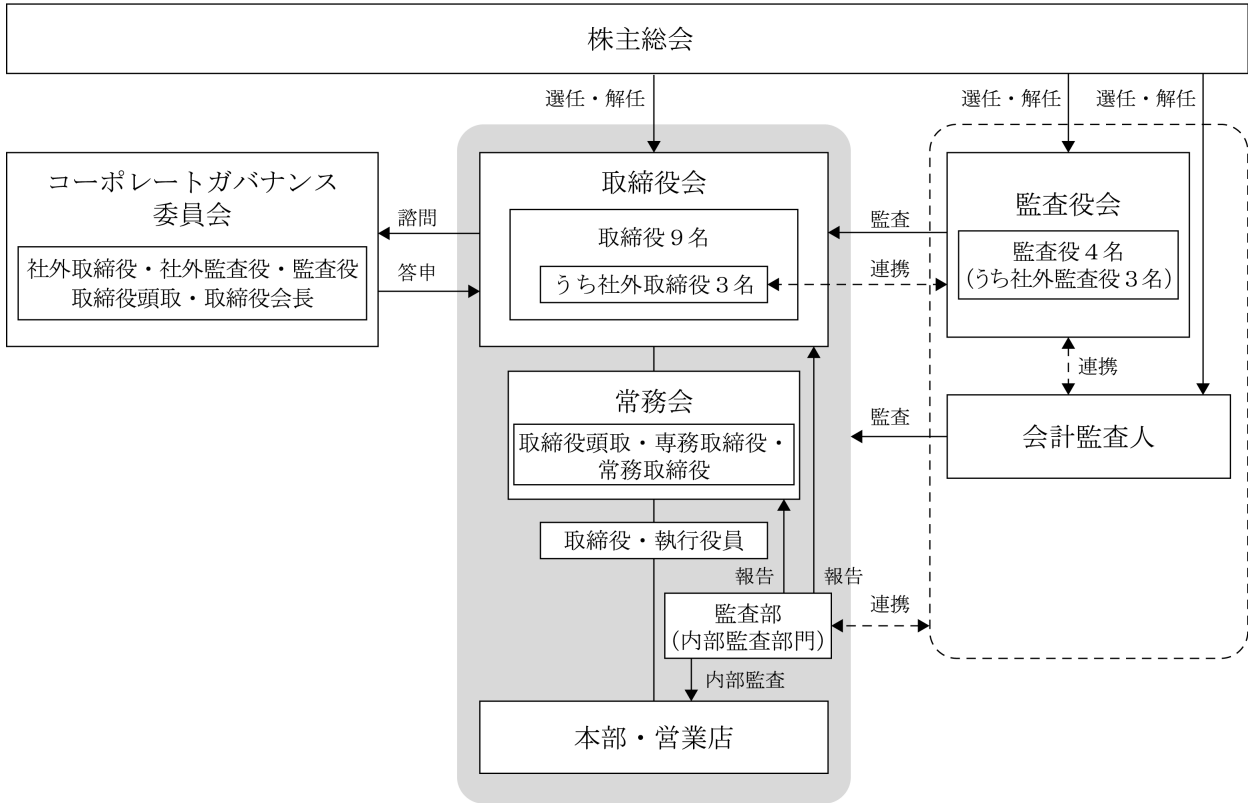 株主総会
選任・解任
選任・解任
選任・解任
コーポレートガバナンス
委員会
社外取締役・社外監査役・監査役
取締役頭取・取締役会長
諮問
答申
取締役会
取締役9名
うち社外取締役3名
監査
連携
監査役会
監査役4名
(うち社外監査役3名)
連携
常務会
取締役頭取・専務取締役・
常務取締役
監査
会計監査人
取締役・執行役員
報告
報告
監査部
(内部監査部門)
連携
内部監査
本部・営業店